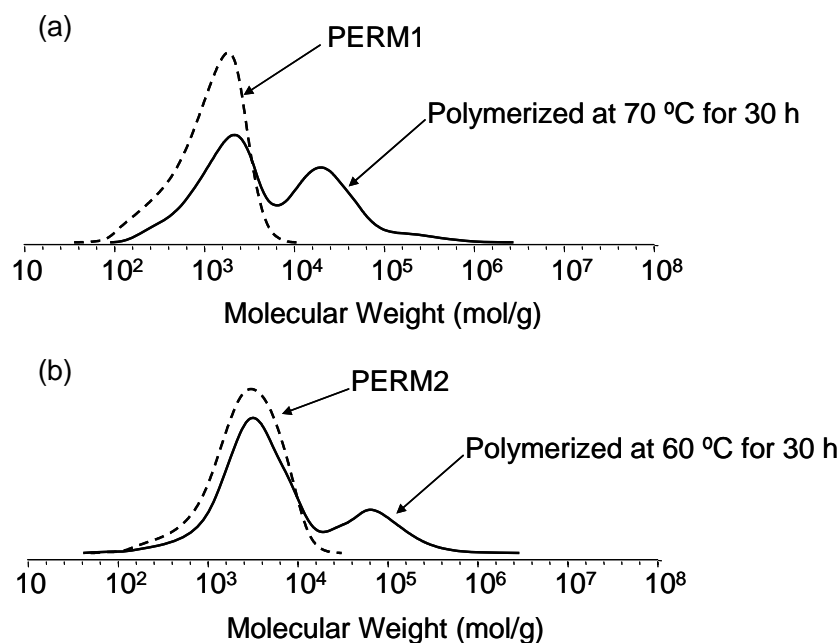 (a)
PERM1
Polymerized at 70 ºC for 30 h
10 10² 10³ 10⁴ 10⁵ 10⁶ 10⁷ 10⁸
Molecular Weight (mol/g)
(b)
PERM2
Polymerized at 60 ºC for 30 h
10 10² 10³ 10⁴ 10⁵ 10⁶ 10⁷ 10⁸
Molecular Weight (mol/g)